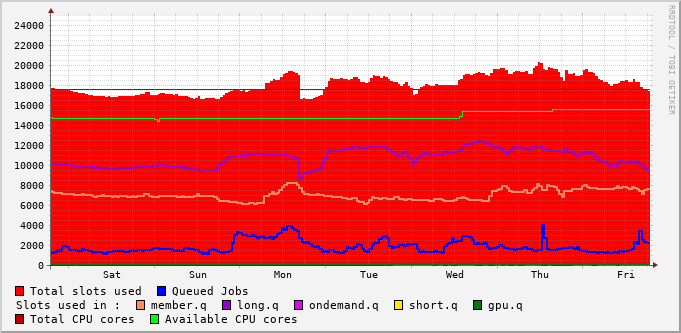 24000
22000
20000
18000
16000
14000
12000
10000
8000
6000
4000
2000
0
Sat Sun Mon Tue Wed Thu Fri
RRDTOOL / TOBI OETIKER
Total slots used Queued Jobs
Slots used in : member.q long.q ondemand.q short.q gpu.q
Total CPU cores Available CPU cores